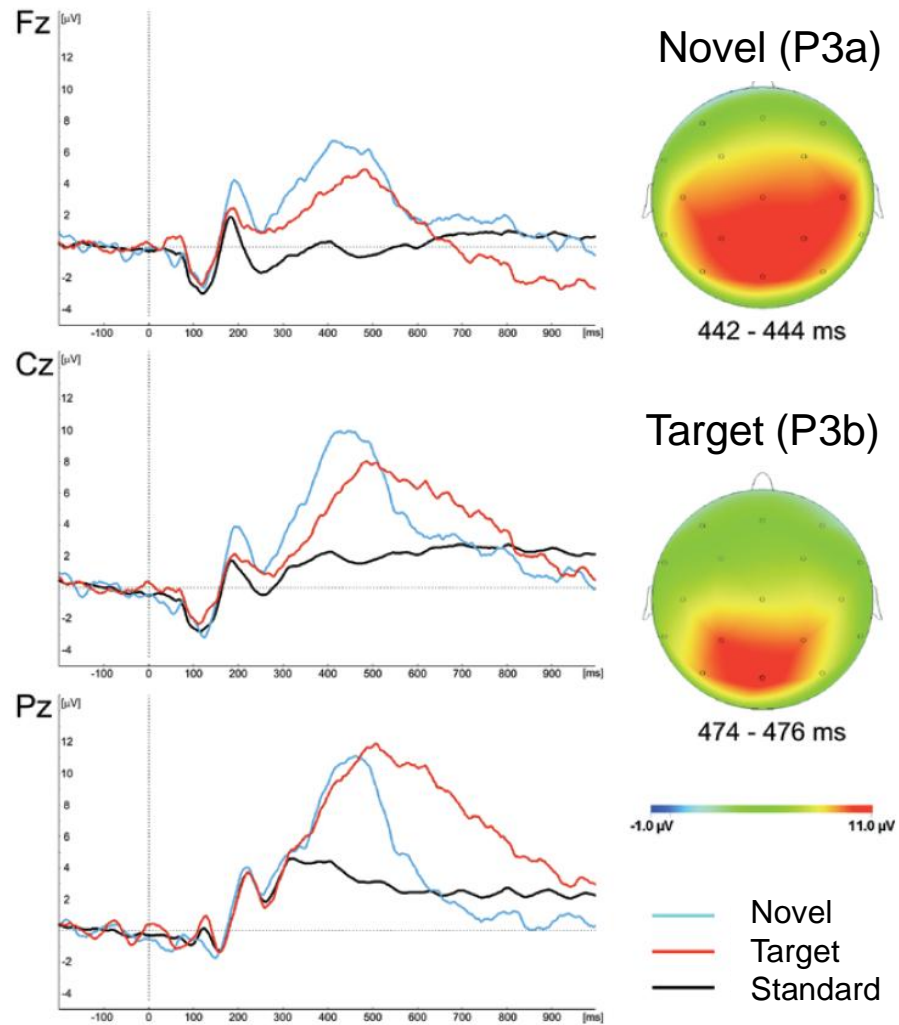 Fz
[µV]
12
10
8
6
4
2
-2
-4
-100 0 100 200 300 400 500 600 700 800 900 [ms]
Cz
[µV]
12
10
8
6
4
2
-2
-4
-100 0 100 200 300 400 500 600 700 800 900 [ms]
Pz
[µV]
12
10
8
6
4
2
-2
-4
-100 0 100 200 300 400 500 600 700 800 900 [ms]
Novel (P3a)
442 - 444 ms
Target (P3b)
474 - 476 ms
-1.0 µV 11.0 µV
Novel
Target
Standard